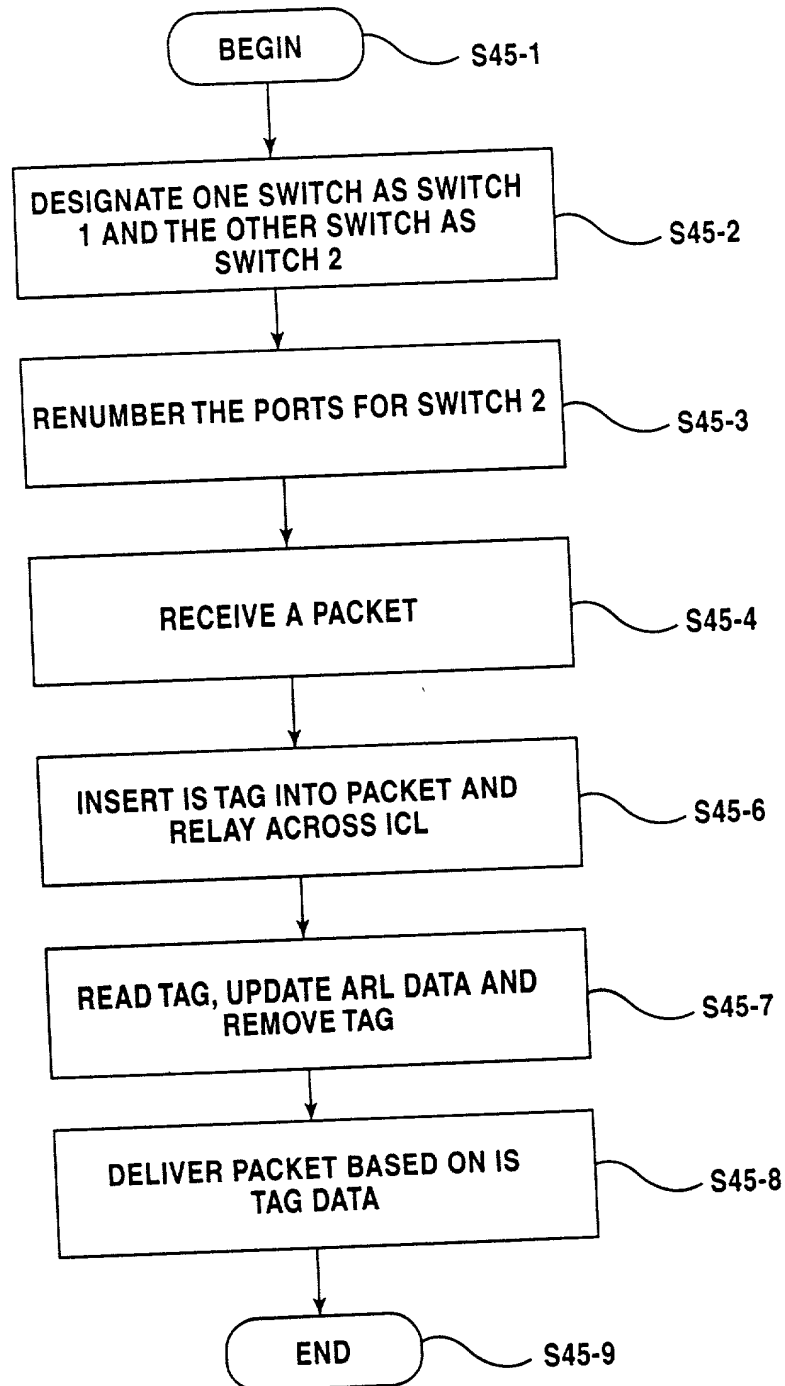 BEGIN
S45-1
DESIGNATE ONE SWITCH AS SWITCH
1 AND THE OTHER SWITCH AS
SWITCH 2
S45-2
RENUMBER THE PORTS FOR SWITCH 2
S45-3
RECEIVE A PACKET
S45-4
INSERT IS TAG INTO PACKET AND
RELAY ACROSS ICL
S45-6
READ TAG, UPDATE ARL DATA AND
REMOVE TAG
S45-7
DELIVER PACKET BASED ON IS
TAG DATA
S45-8
END
S45-9